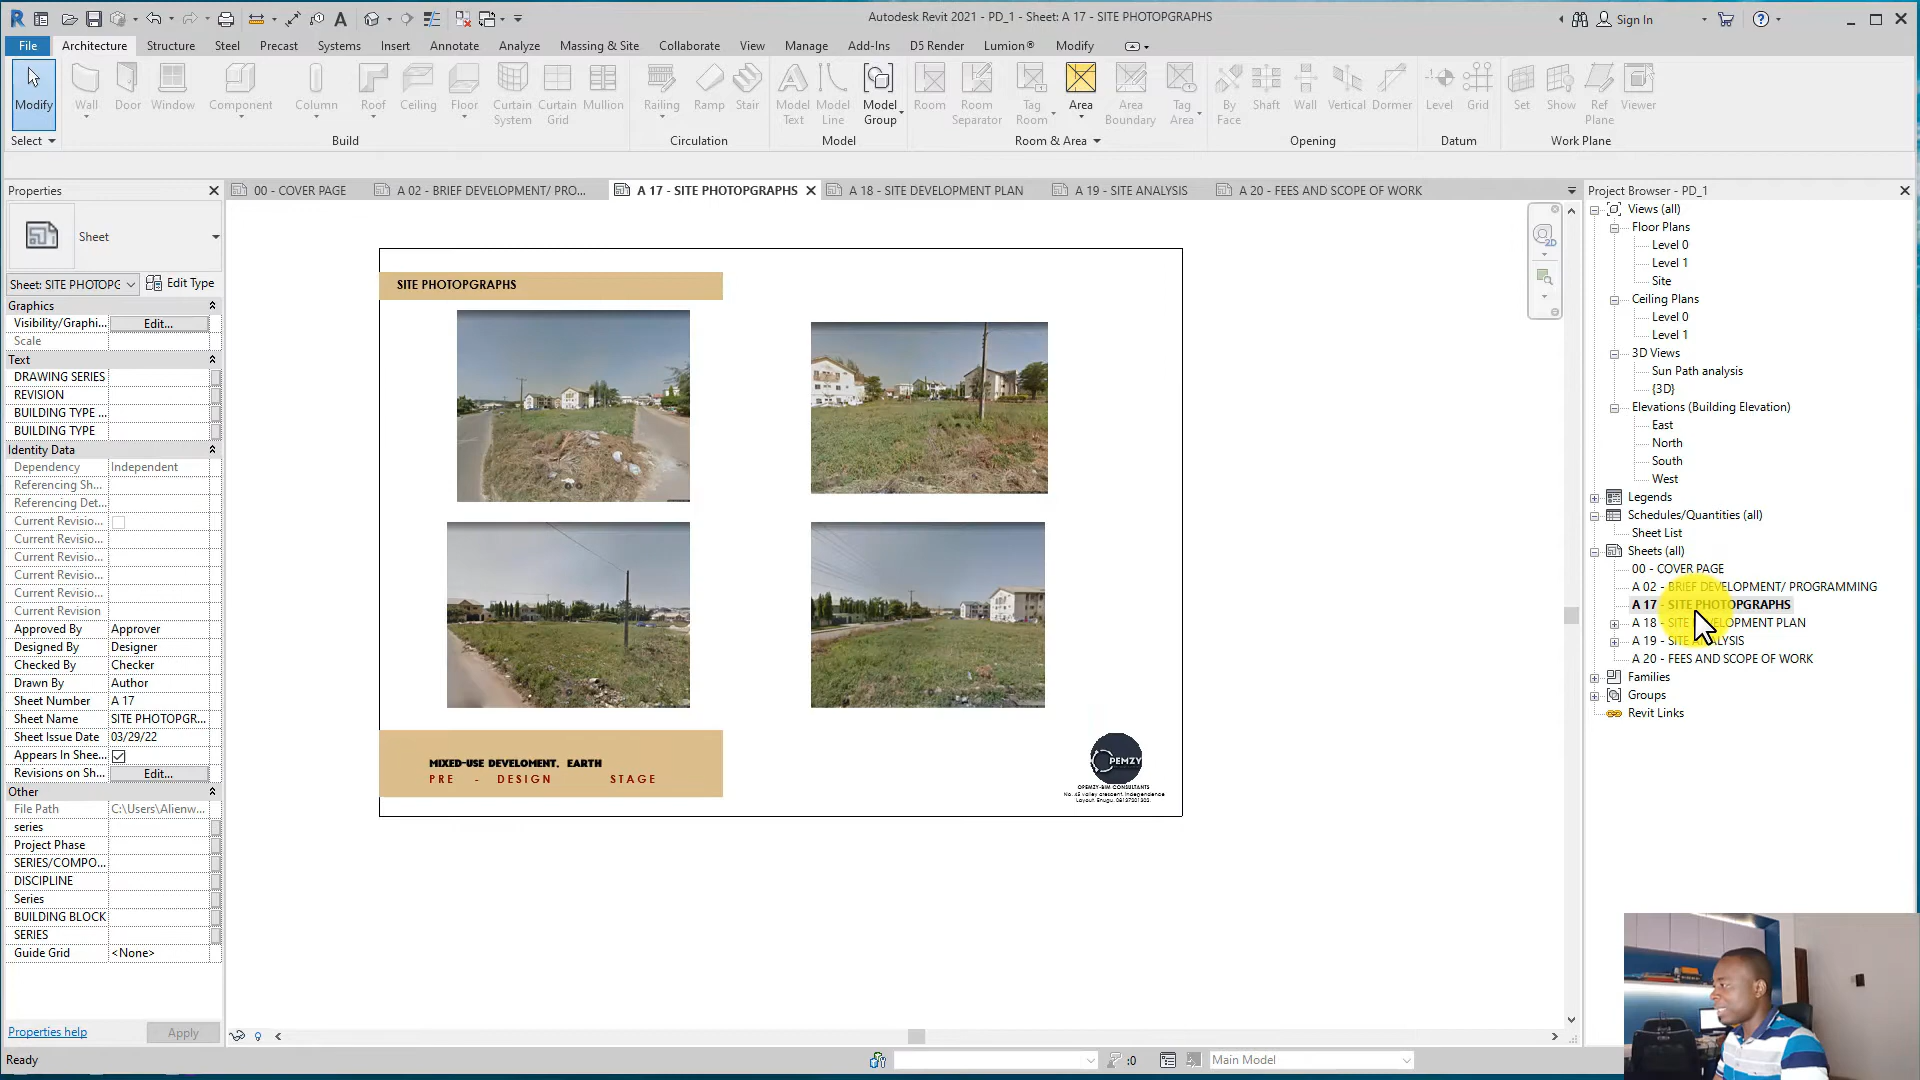 Autodesk Revit 2021 - PD_1 - Sheet: A 17 - SITE PHOTOPGRAPHS
Sign In
File Architecture Structure Steel Precast Systems Insert Annotate Analyze Massing & Site Collaborate View Manage Add-Ins D5 Render Lumion® Modify
Modify Wall Door Window Component Column Roof Ceiling Floor Curtain System Curtain Grid Mullion Railing Ramp Stair Model Text Model Line Model Group Room Room Separator Tag Room Area Area Boundary Tag Area By Face Shaft Wall Vertical Dormer Level Grid Set Show Ref Plane Viewer
Select Build Circulation Model Room & Area Opening Datum Work Plane
Properties
00 - COVER PAGE
A 02 - BRIEF DEVELOPMENT/ PRO...
A 17 - SITE PHOTOPGRAPHS
A 18 - SITE DEVELOPMENT PLAN
A 19 - SITE ANALYSIS
A 20 - FEES AND SCOPE OF WORK
Project Browser - PD_1
Sheet
Sheet: SITE PHOTOPG
Edit Type
Graphics
Visibility/Graphi... Edit...
Scale
Text
DRAWING SERIES
REVISION
BUILDING TYPE ...
BUILDING TYPE
Identity Data
Dependency Independent
Referencing Sh...
Referencing Det...
Current Revisio...
Current Revisio...
Current Revisio...
Current Revisio...
Current Revisio...
Current Revision
Approved By Approver
Designed By Designer
Checked By Checker
Drawn By Author
Sheet Number A 17
Sheet Name SITE PHOTOPGR...
Sheet Issue Date 03/29/22
Appears In Shee...
Revisions on Sh... Edit...
Other
File Path C:\Users\Alienw...
series
Project Phase
SERIES/COMPO...
DISCIPLINE
Series
BUILDING BLOCK
SERIES
Guide Grid <None>
Properties help
Apply
SITE PHOTOPGRAPHS
MIXED-USE DEVELOMENT, EARTH
PRE - DESIGN STAGE
PEMZY
OPEMZY-BIM CONSULTANTS
No. 45 valley crescent, Independence
Layout, Enugu. 08137301303.
2D
Views (all)
Floor Plans
Level 0
Level 1
Site
Ceiling Plans
Level 0
Level 1
3D Views
Sun Path analysis
{3D}
Elevations (Building Elevation)
East
North
South
West
Legends
Schedules/Quantities (all)
Sheet List
Sheets (all)
00 - COVER PAGE
A 02 - BRIEF DEVELOPMENT/ PROGRAMMING
A 17 - SITE PHOTOPGRAPHS
A 18 - SITE DEVELOPMENT PLAN
A 19 - SITE ANALYSIS
A 20 - FEES AND SCOPE OF WORK
Families
Groups
Revit Links
Ready
:0
Main Model